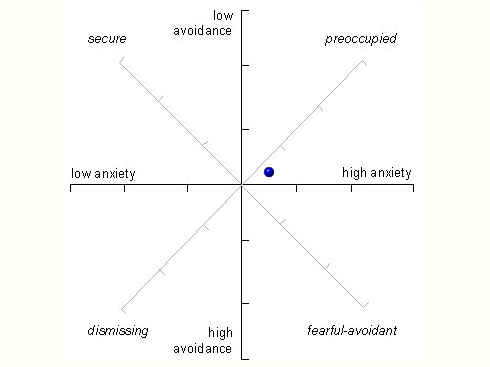 low
avoidance
secure
preoccupied
low anxiety
high anxiety
dismissing
high
avoidance
fearful-avoidant